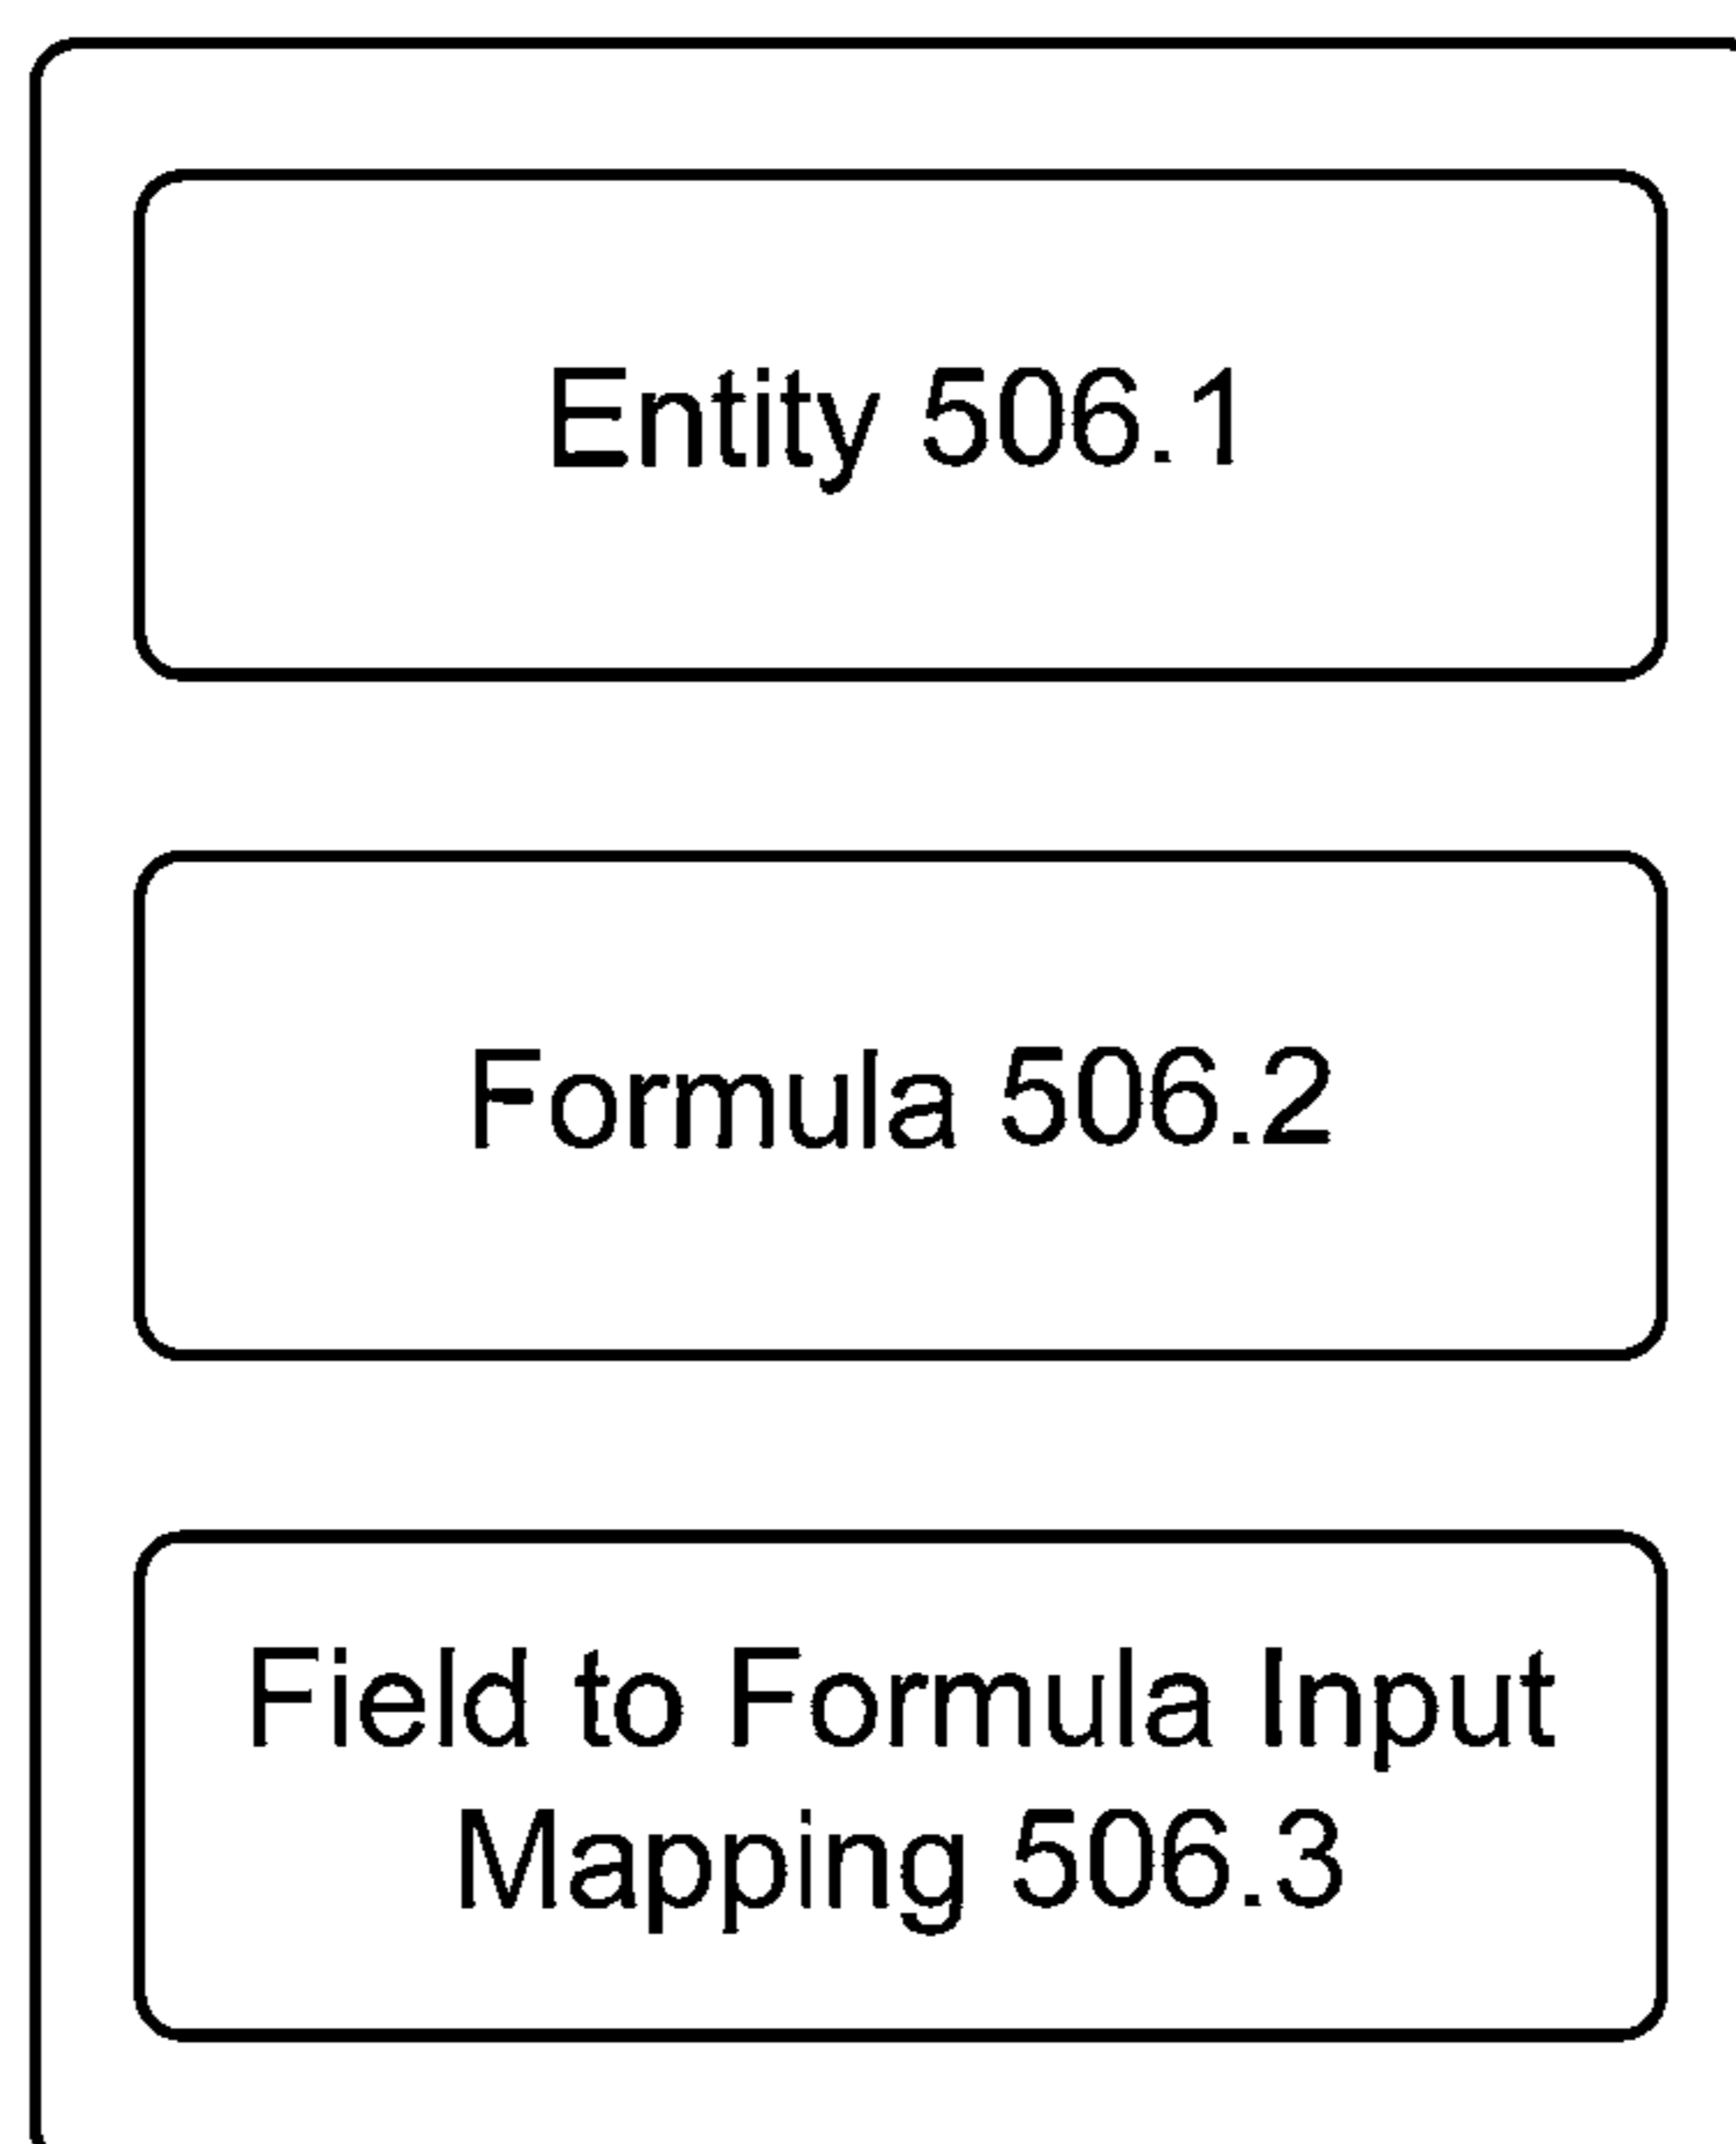 Entity 506.1
Formula 506.2
Field to Formula Input
Mapping 506.3